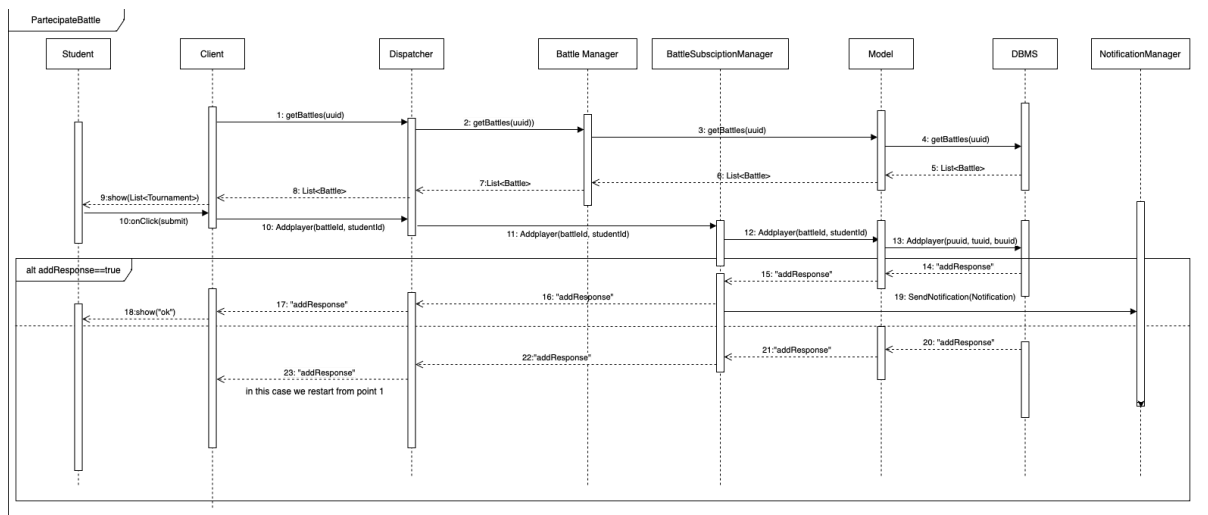 PartecipateBattle
Student
Client
Dispatcher
Battle Manager
BattleSubsciptionManager
Model
DBMS
NotificationManager
1: getBattles(uuid)
2: getBattles(uuid))
3: getBattles(uuid)
4: getBattles(uuid)
5: List<Battle>
6: List<Battle>
7:List<Battle>
8: List<Battle>
9:show(List<Tournament>)
10:onClick(submit)
10: Addplayer(battleId, studentId)
11: Addplayer(battleId, studentId)
12: Addplayer(battleId, studentId)
13: Addplayer(puuid, tuuid, buuid)
alt addResponse==true
14: "addResponse"
15: "addResponse"
16: "addResponse"
17: "addResponse"
18:show("ok")
19: SendNotification(Notification)
20: "addResponse"
21:"addResponse"
22:"addResponse"
23: "addResponse"
in this case we restart from point 1